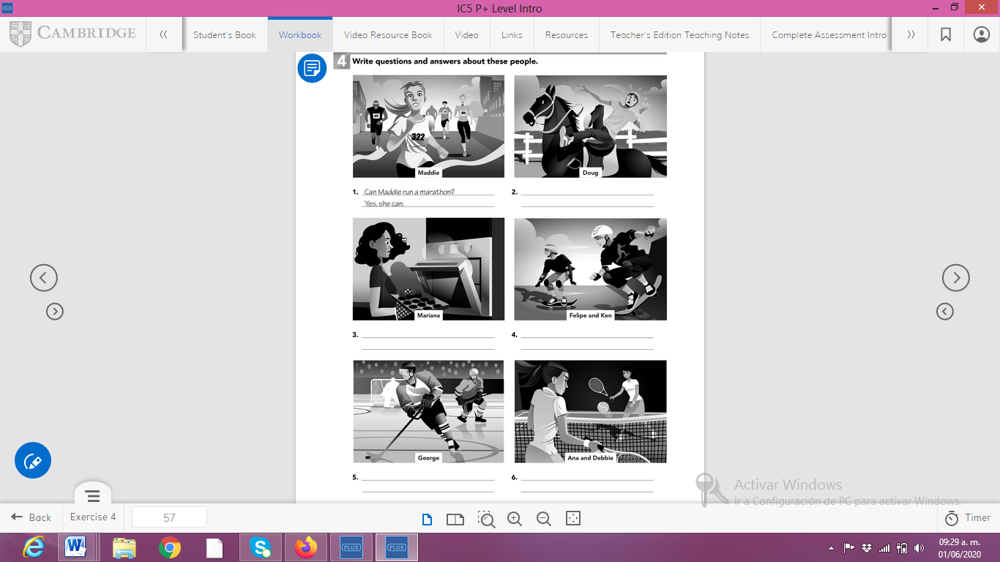 IC5 P+ Level Intro
CAMBRIDGE
Student's Book
Workbook
Video Resource Book
Video
Links
Resources
Teacher's Edition Teaching Notes
Complete Assessment Intro
4 Write questions and answers about these people.
322
Maddie
Doug
1. Can Maddie run a marathon?
Yes, she can.
2.
Mariana
Felipe and Ken
3.
4.
George
Ana and Debbie
5.
6.
Activar Windows
Ir a Configuración de PC para activar Windows.
Back
Exercise 4
57
Timer
PLUS
PLUS
09:29 a. m.
01/06/2020